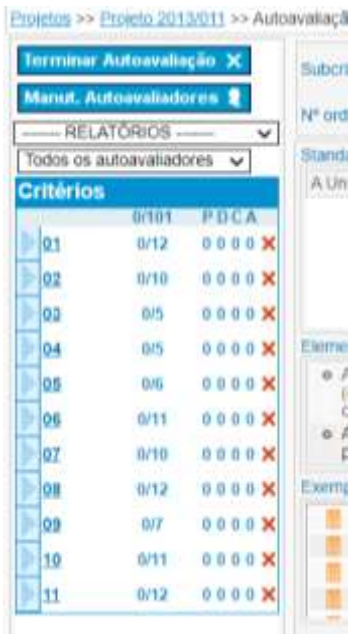 Projetos >> Projeto 2013/011 >> Autoavaliaçã
Terminar Autoavaliação X
Manut. Autoavaliadores
------ RELATÓRIOS ------
Todos os autoavaliadores
Critérios
0/101 P D C A
01 0/12 0 0 0 0
02 0/10 0 0 0 0
03 0/5 0 0 0 0
04 0/5 0 0 0 0
05 0/6 0 0 0 0
06 0/11 0 0 0 0
07 0/10 0 0 0 0
08 0/12 0 0 0 0
09 0/7 0 0 0 0
10 0/11 0 0 0 0
11 0/12 0 0 0 0
Subcri
Nº ord
Standa
A Un
Eleme
A
A
p
Exemp